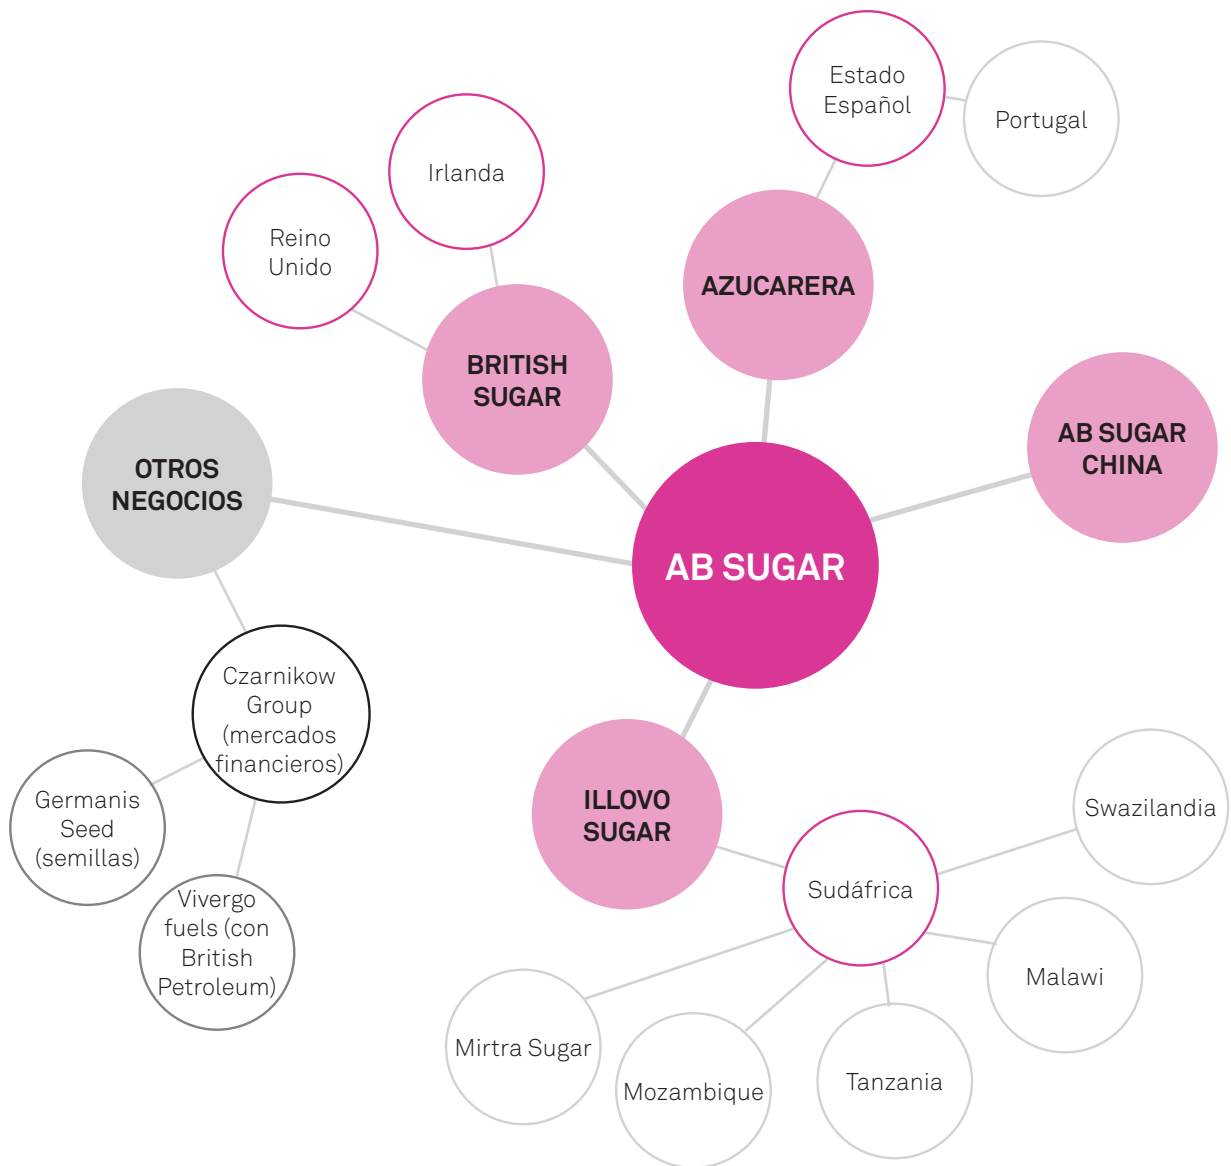 Estado
Español
Portugal
Irlanda
Reino
Unido
AZUCARERA
BRITISH
SUGAR
AB SUGAR
CHINA
OTROS
NEGOCIOS
AB SUGAR
Czarnikow
Group
(mercados
financieros)
Germanis
Seed
(semillas)
Vivergo
fuels (con
British
Petroleum)
ILLOVO
SUGAR
Swazilandia
Sudáfrica
Malawi
Mirtra Sugar
Mozambique
Tanzania